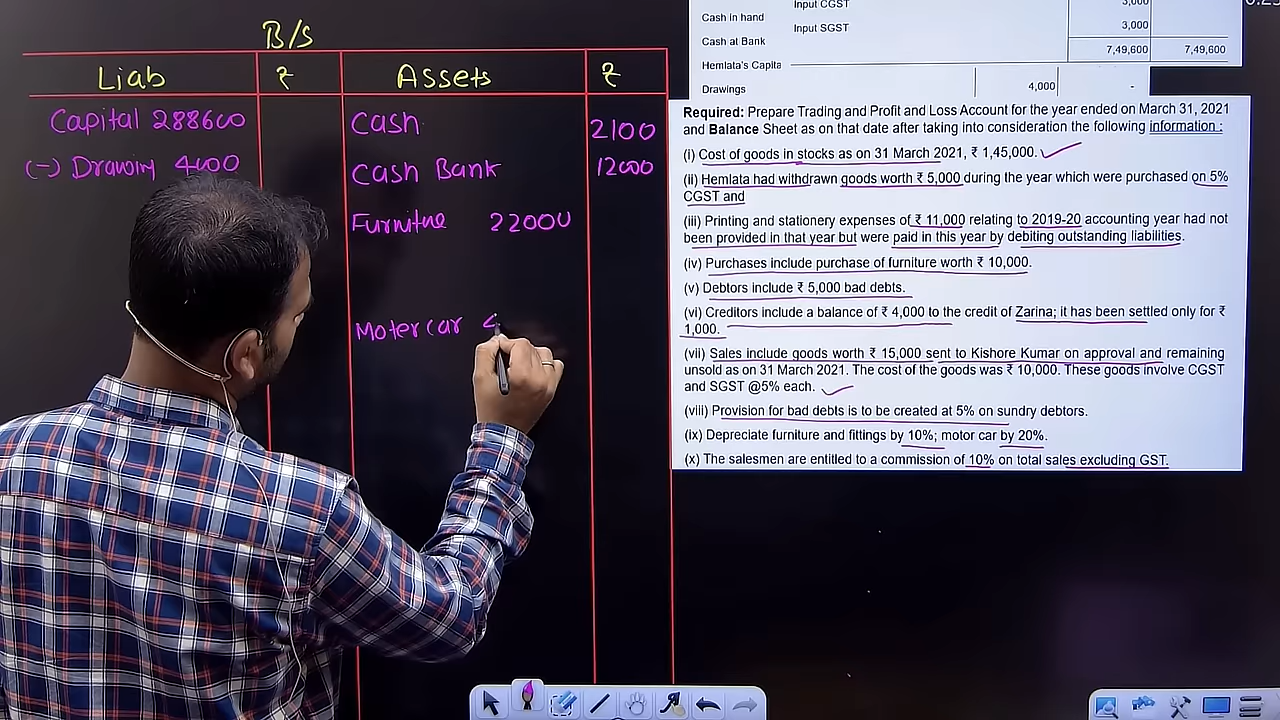 B/S
Liab ₹ Assets ₹
Capital 288600 Cash 2100
(-) Drawing 4000 Cash Bank 12000
Furnitue 22000
Motercar
Input CGST 3,000
Cash in hand
Input SGST 3,000
Cash at Bank
7,49,600 7,49,600
Hemlata's Capita
Drawings 4,000 -
Required: Prepare Trading and Profit and Loss Account for the year ended on March 31, 2021
and Balance Sheet as on that date after taking into consideration the following information :
(i) Cost of goods in stocks as on 31 March 2021, ₹ 1,45,000.
(ii) Hemlata had withdrawn goods worth ₹ 5,000 during the year which were purchased on 5%
CGST and
(iii) Printing and stationery expenses of ₹ 11,000 relating to 2019-20 accounting year had not
been provided in that year but were paid in this year by debiting outstanding liabilities.
(iv) Purchases include purchase of furniture worth ₹ 10,000.
(v) Debtors include ₹ 5,000 bad debts.
(vi) Creditors include a balance of ₹ 4,000 to the credit of Zarina; it has been settled only for ₹
1,000.
(vii) Sales include goods worth ₹ 15,000 sent to Kishore Kumar on approval and remaining
unsold as on 31 March 2021. The cost of the goods was ₹ 10,000. These goods involve CGST
and SGST @5% each.
(viii) Provision for bad debts is to be created at 5% on sundry debtors.
(ix) Depreciate furniture and fittings by 10%; motor car by 20%.
(x) The salesmen are entitled to a commission of 10% on total sales excluding GST.